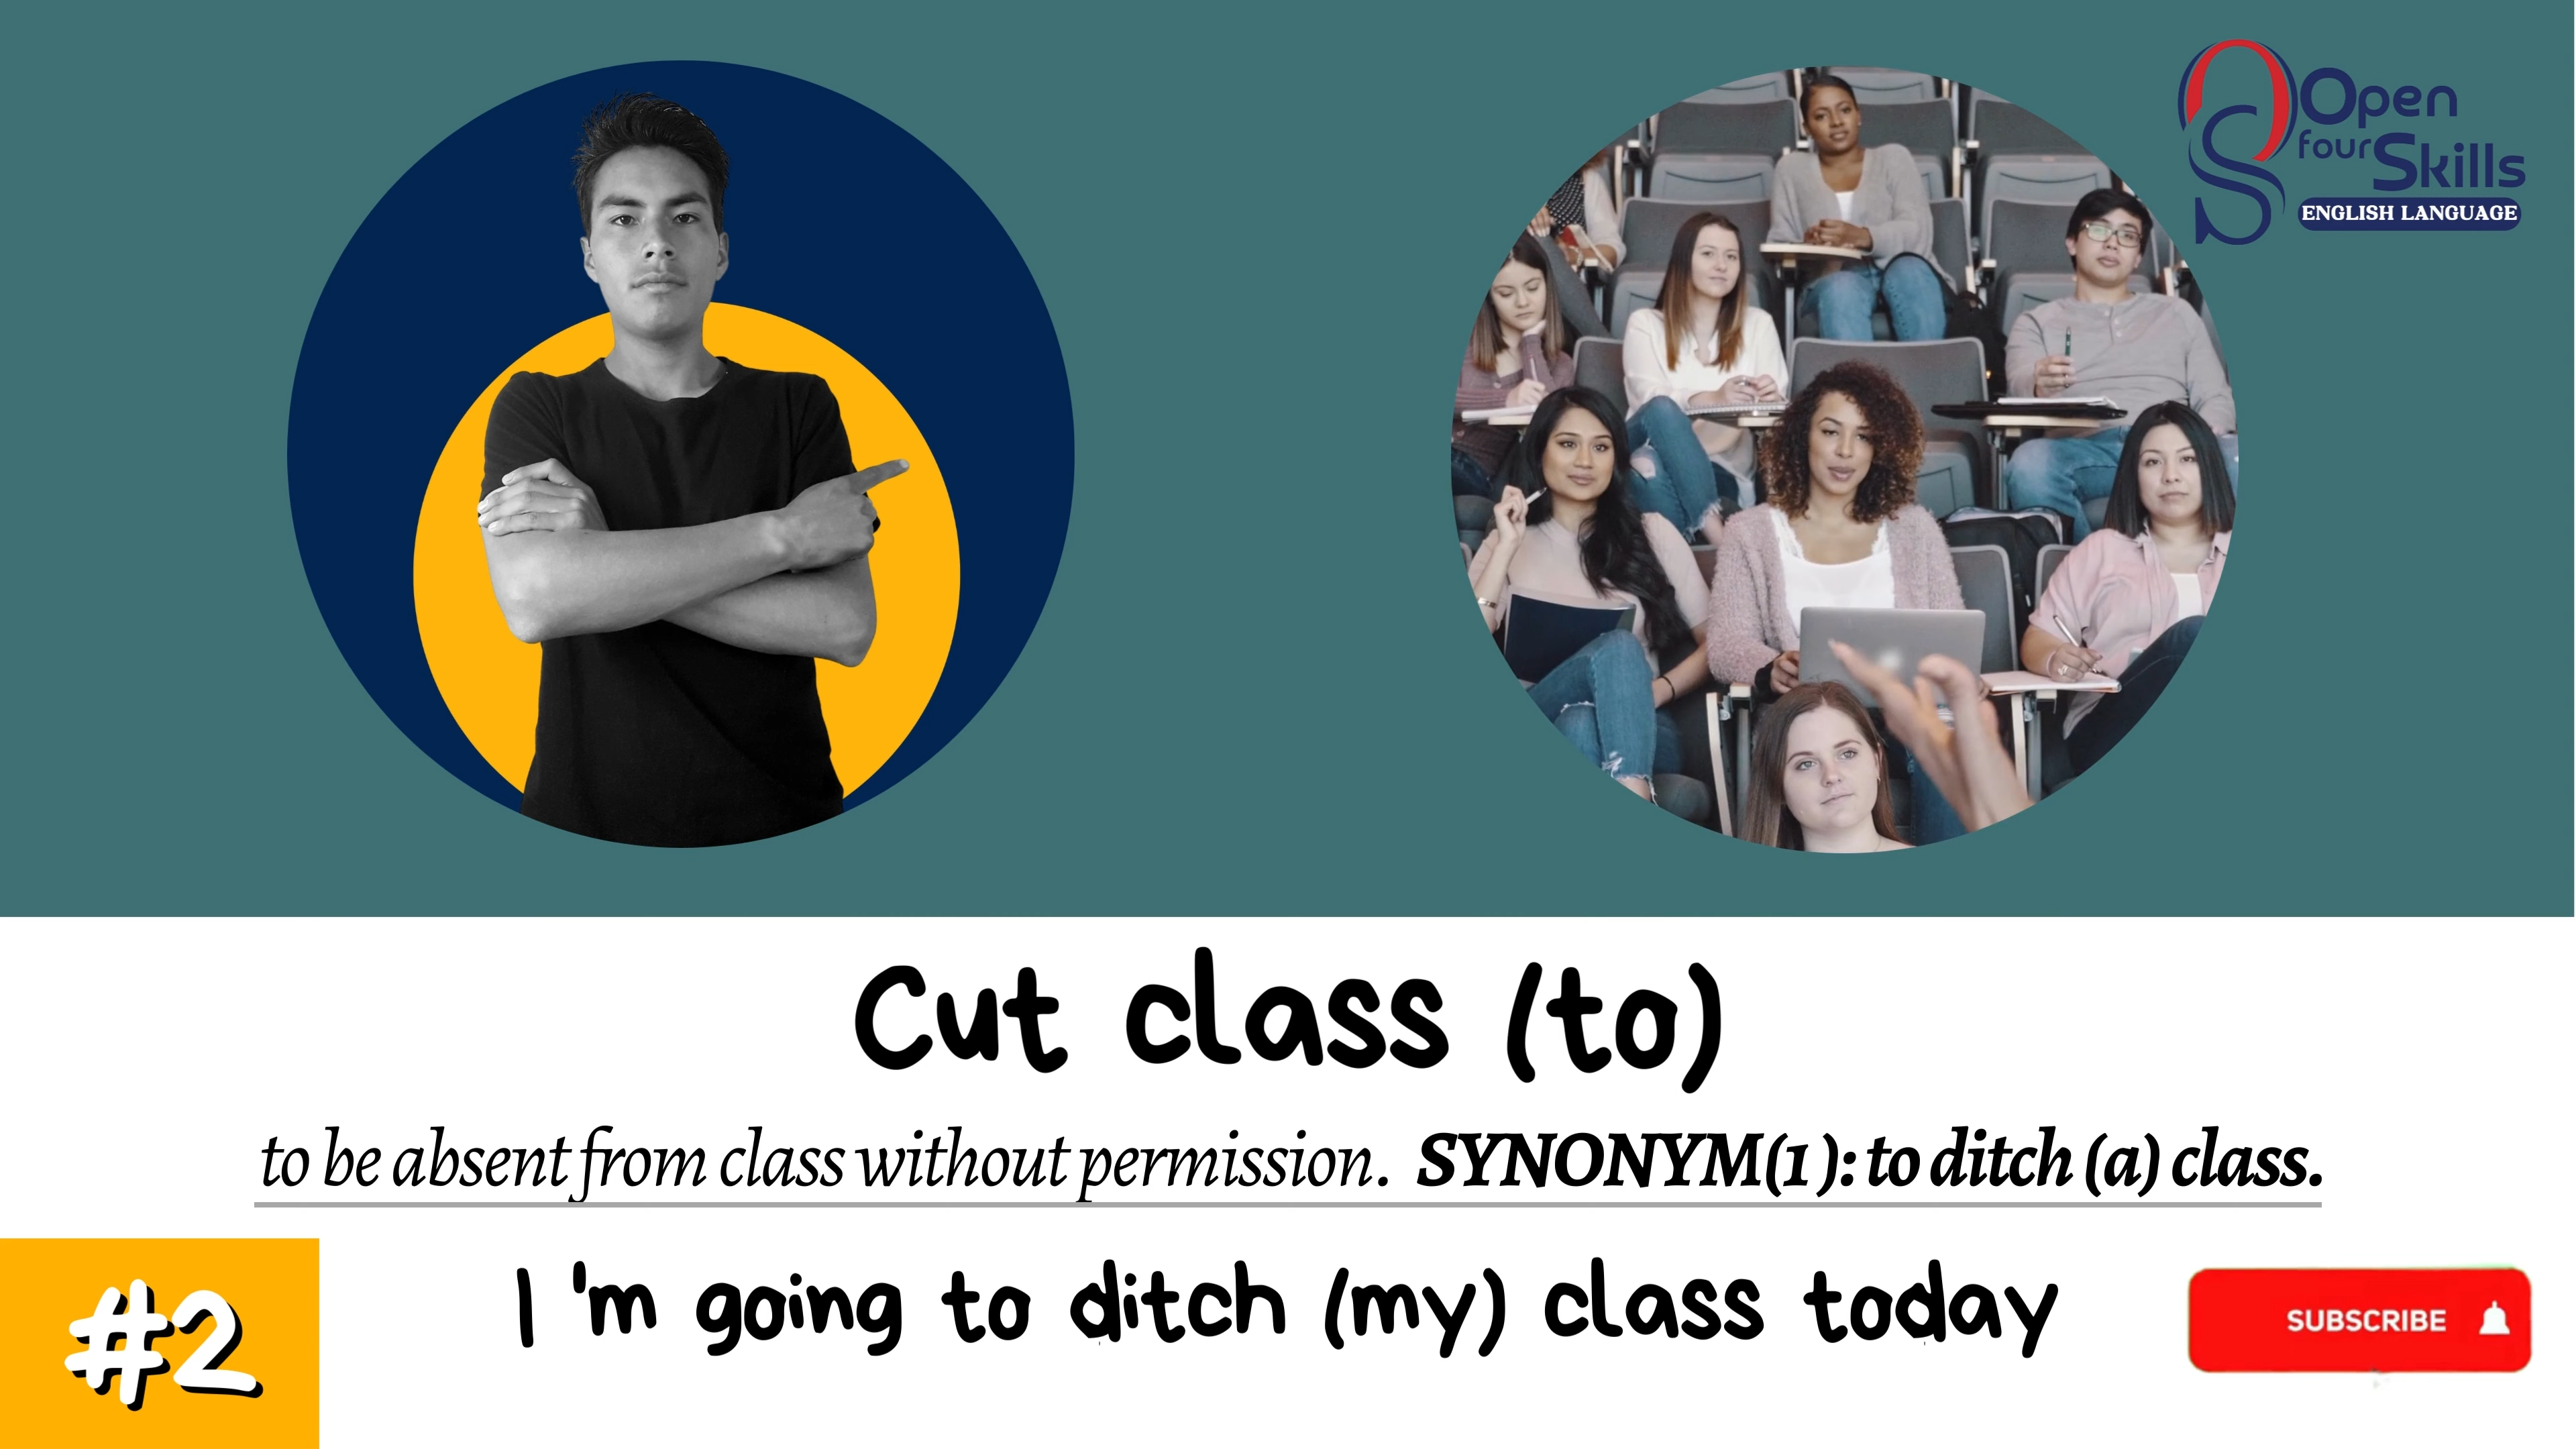 Open
four Skills
ENGLISH LANGUAGE
Cut class (to)
to be absent from class without permission. SYNONYM(1): to ditch (a) class.
#2
I 'm going to ditch (my) class today
SUBSCRIBE